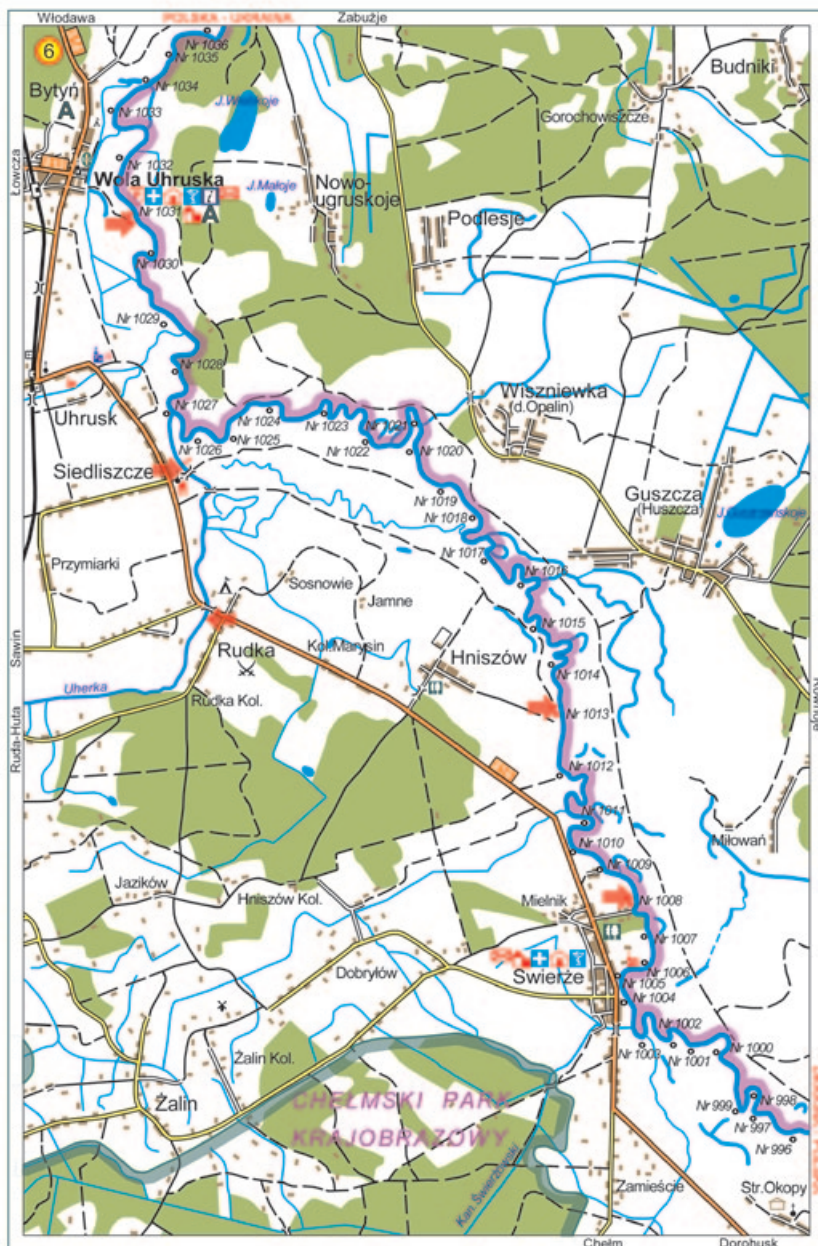 Włodawa
POLSKA - UKRAINA
Zabużje
6
Nr 1036
Nr 1035
Budniki
Bytyń
Nr 1034
A
Nr 1033
J.Wielkoje
Gorochowiszcze
Nr 1032
Łowcza
Wola Uhruska
J.Małoje
Nowo-
ugruskoje
A
Nr 1031
Podlesje
Nr 1030
Nr 1029
Nr 1028
Wiszniewka
(d.Opalin)
Nr 1027
Uhrusk
Nr 1024
Nr 1023
Nr 1021
Nr 1026
Nr 1025
Nr 1022
Nr 1020
Siedliszcze
Nr 1019
Guszcza
(Huszcza)
Nr 1018
Przymiarki
Nr 1017
Nr 1016
Sosnowie
Jamne
Nr 1015
Sawin
Rudka
Kol.Marysin
Hniszów
Nr 1014
Uherka
Rudka Kol.
Nr 1013
Równoje
Ruda-Huta
Nr 1012
Nr 1011
Miłowań
Nr 1010
Nr 1009
Jazików
Hniszów Kol.
Mielnik
Nr 1008
Nr 1007
Dobryłów
Świerże
Nr 1006
Nr 1005
Nr 1004
Nr 1002
Nr 1003
Nr 1001
Nr 1000
Żalin Kol.
Żalin
CHEŁMSKI PARK
KRAJOBRAZOWY
Nr 999
Nr 998
Nr 997
Nr 996
Kan.Świerżowski
Zamieście
Str.Okopy
Chełm
Dorohusk